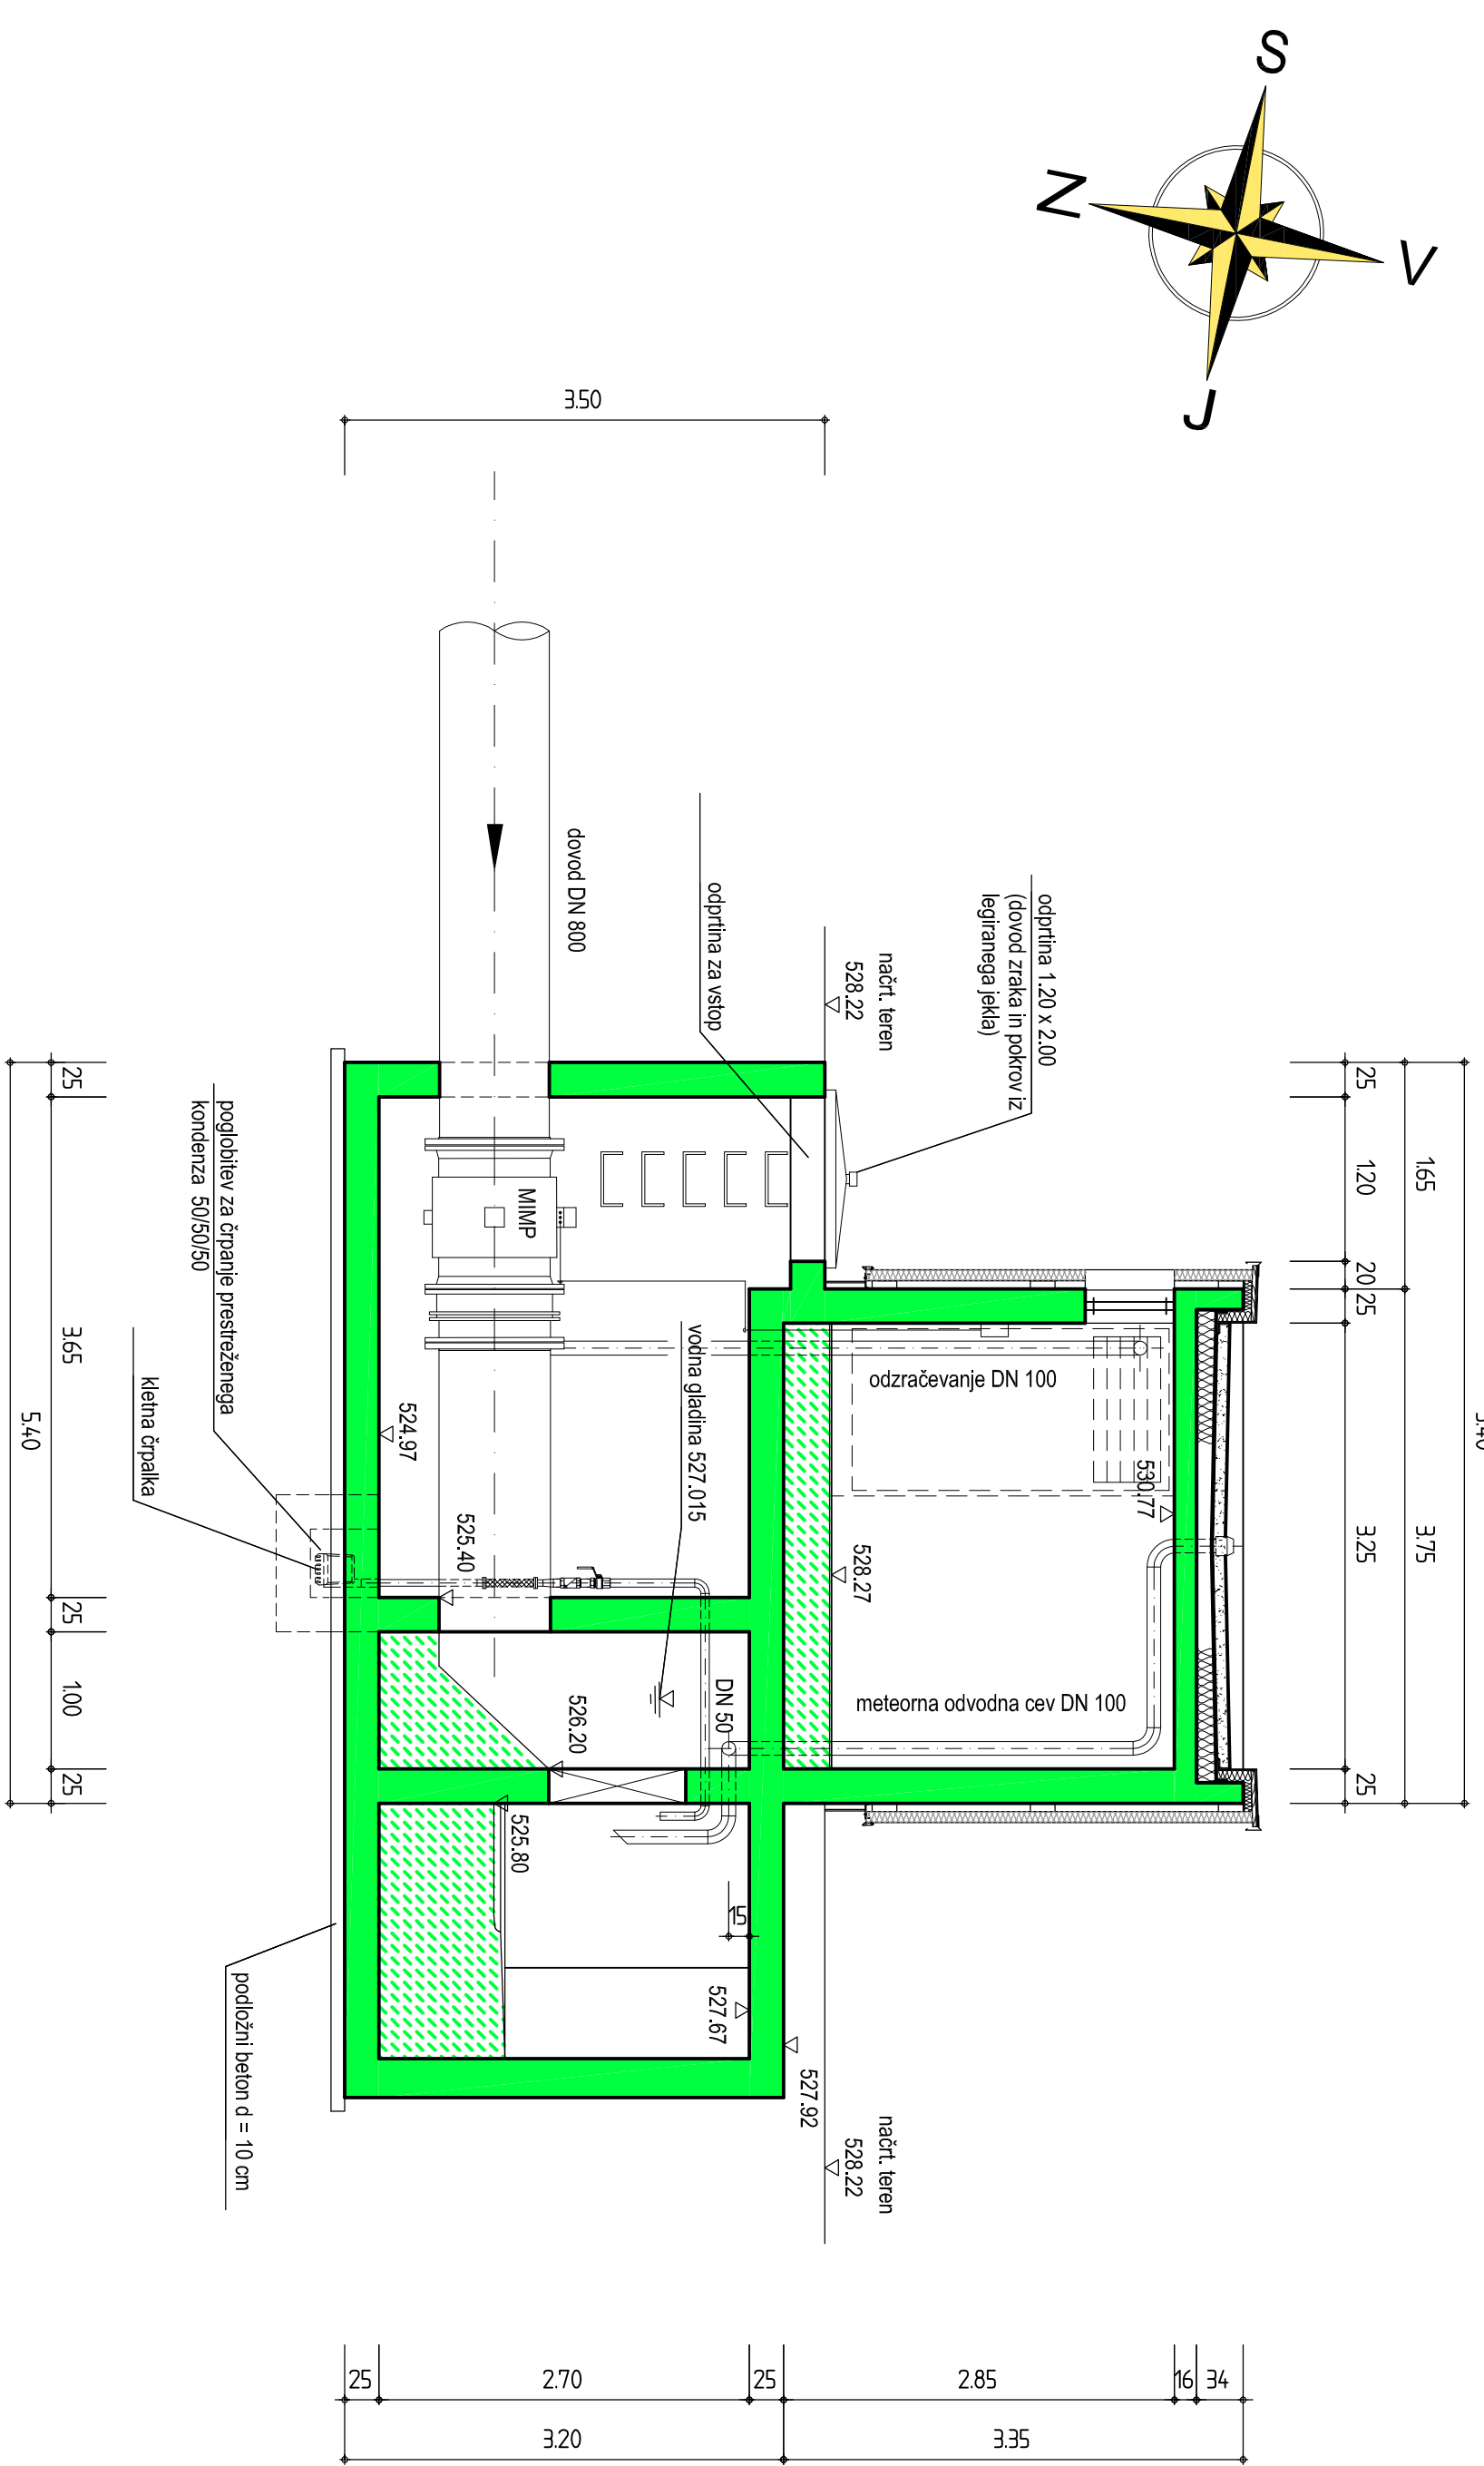 S
Z
V
J
3.50
dovod DN 800
odprtina za vstop
odprtina 1.20 x 2.00
(dovod zraka in pokrov iz
legiranega jekla)
načrt. teren
528.22
25
1.20
20
25
3.25
25
1.65
3.75
5.40
25
3.65
25
1.00
25
5.40
MIMP
poglobitev za črpanje prestreženega
kondenza 50/50/50
kletna črpalka
524.97
525.40
vodna gladina 527.015
odzračevanje DN 100
530.77
528.27
meteorna odvodna cev DN 100
DN 50
526.20
525.80
15
527.67
527.92
načrt. teren
528.22
podložni beton d = 10 cm
25
2.70
25
2.85
16
34
3.20
3.35